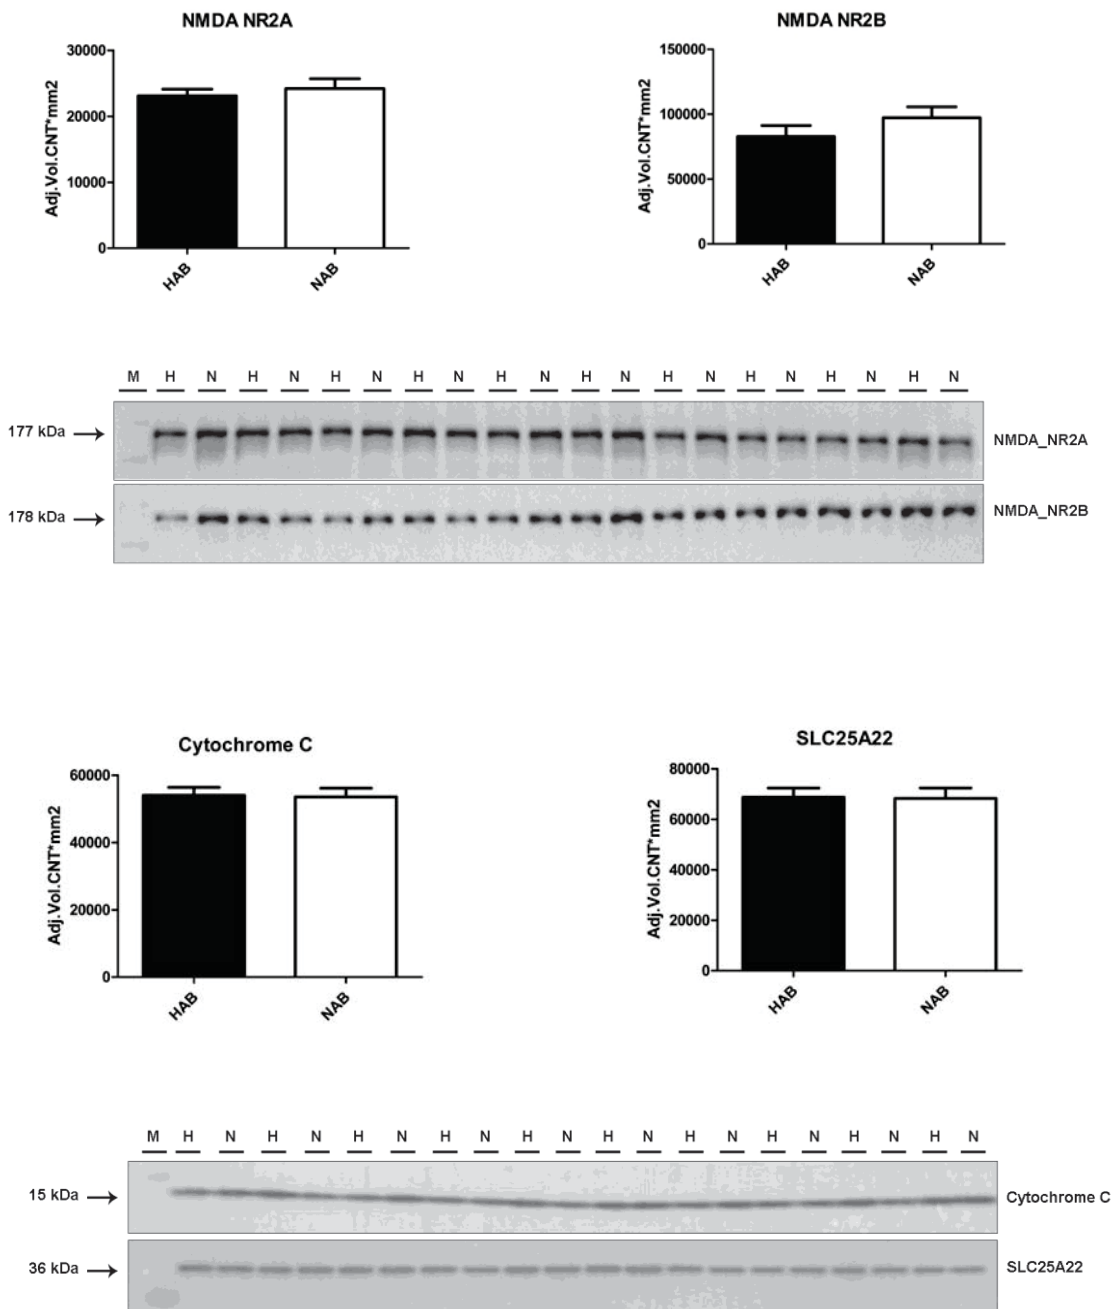 NMDA NR2A
NMDA NR2B
30000
20000
10000
0
Adj.Vol.CNT*mm2
HAB
NAB
150000
100000
50000
0
Adj.Vol.CNT*mm2
HAB
NAB
M H N H N H N H N H N H N H N H N H N H N
177 kDa
NMDA_NR2A
178 kDa
NMDA_NR2B
Cytochrome C
SLC25A22
60000
40000
20000
0
Adj.Vol.CNT*mm2
HAB
NAB
80000
60000
40000
20000
0
Adj.Vol.CNT*mm2
HAB
NAB
M H N H N H N H N H N H N H N H N H N H N
15 kDa
Cytochrome C
36 kDa
SLC25A22